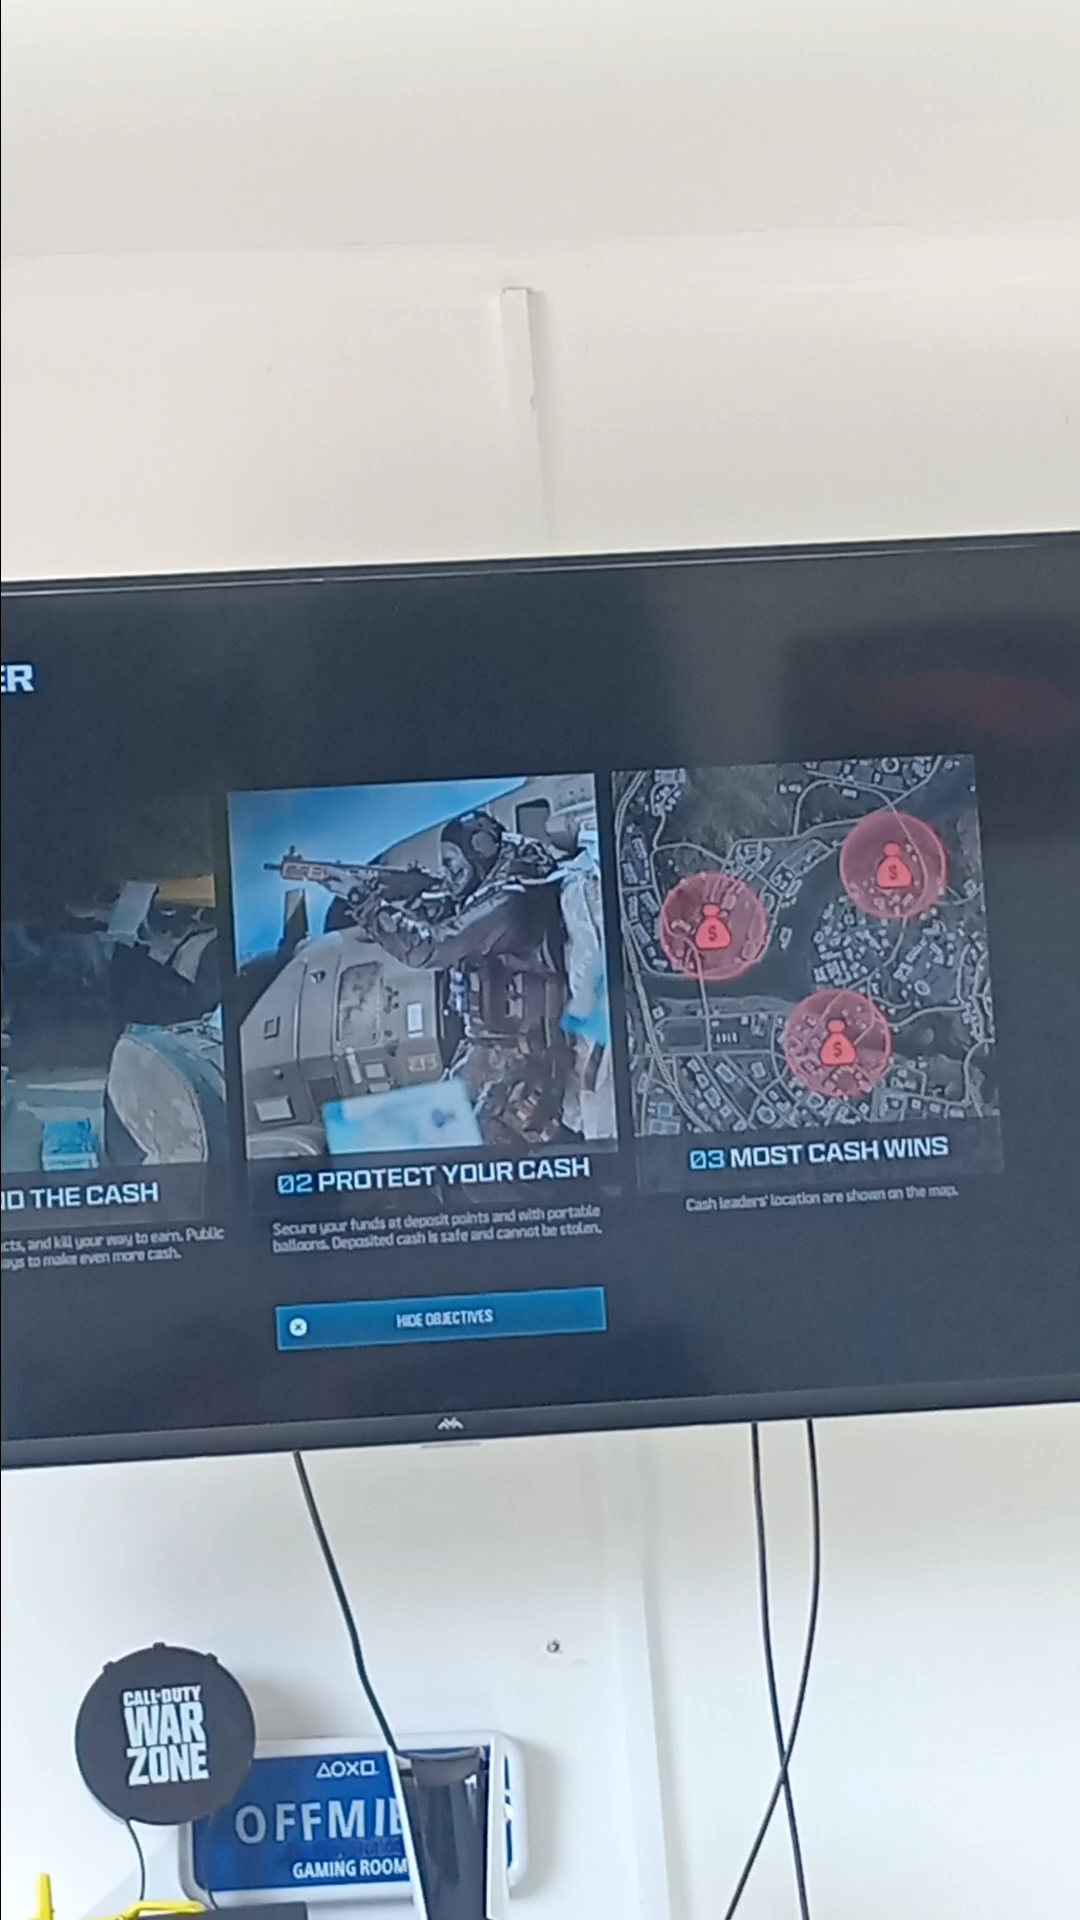 ER
D THE CASH
cts, and kill your way to earn. Public
ays to make even more cash.
02 PROTECT YOUR CASH
Secure your funds at deposit points and with portable
balloons. Deposited cash is safe and cannot be stolen.
03 MOST CASH WINS
Cash leaders' location are shown on the map.
HIDE OBJECTIVES
CALL OF DUTY
WAR
ZONE
OFFMI
GAMING ROOM